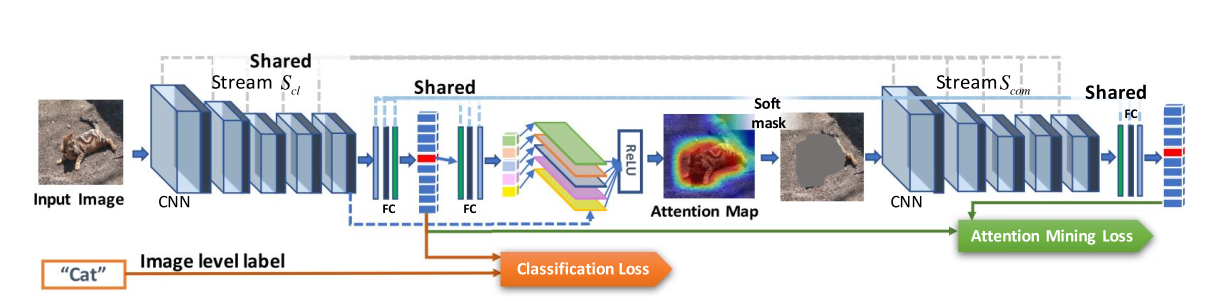 Shared
Stream S_cl
Shared
Soft
mask
Stream S_com
Shared
FC
ReLU
Input Image
CNN
FC
FC
Attention Map
CNN
Attention Mining Loss
"Cat"
Image level label
Classification Loss